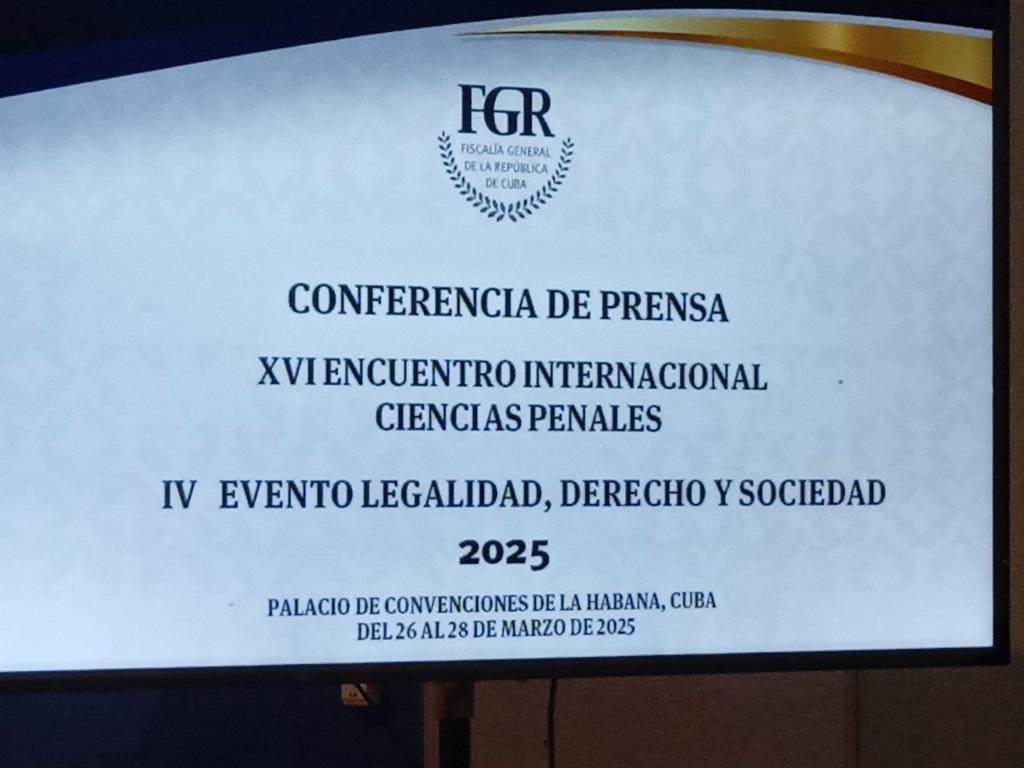 FGR
FISCALÍA GENERAL
DE LA REPÚBLICA
DE CUBA
CONFERENCIA DE PRENSA
XVI ENCUENTRO INTERNACIONAL
CIENCIAS PENALES
IV EVENTO LEGALIDAD, DERECHO Y SOCIEDAD
2025
PALACIO DE CONVENCIONES DE LA HABANA, CUBA
DEL 26 AL 28 DE MARZO DE 2025